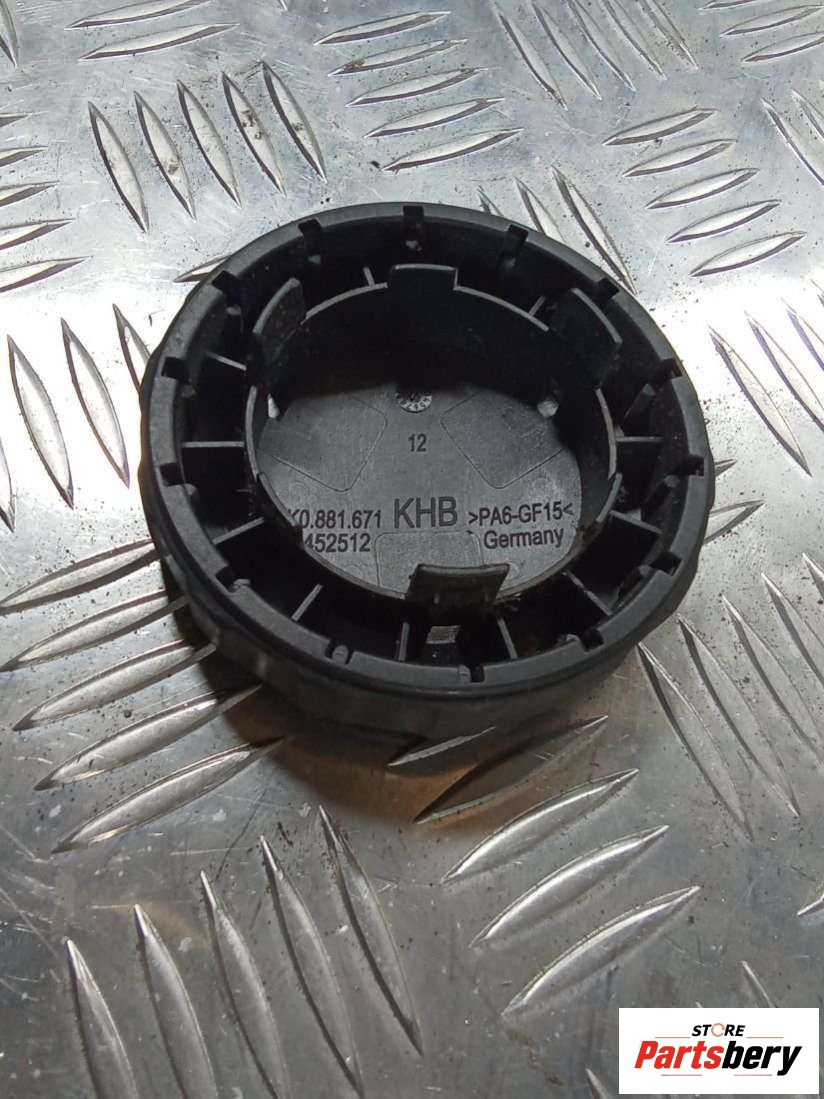 12
K0.881.671 KHB >PA6-GF15<
452512 Germany
STORE
Partsbery